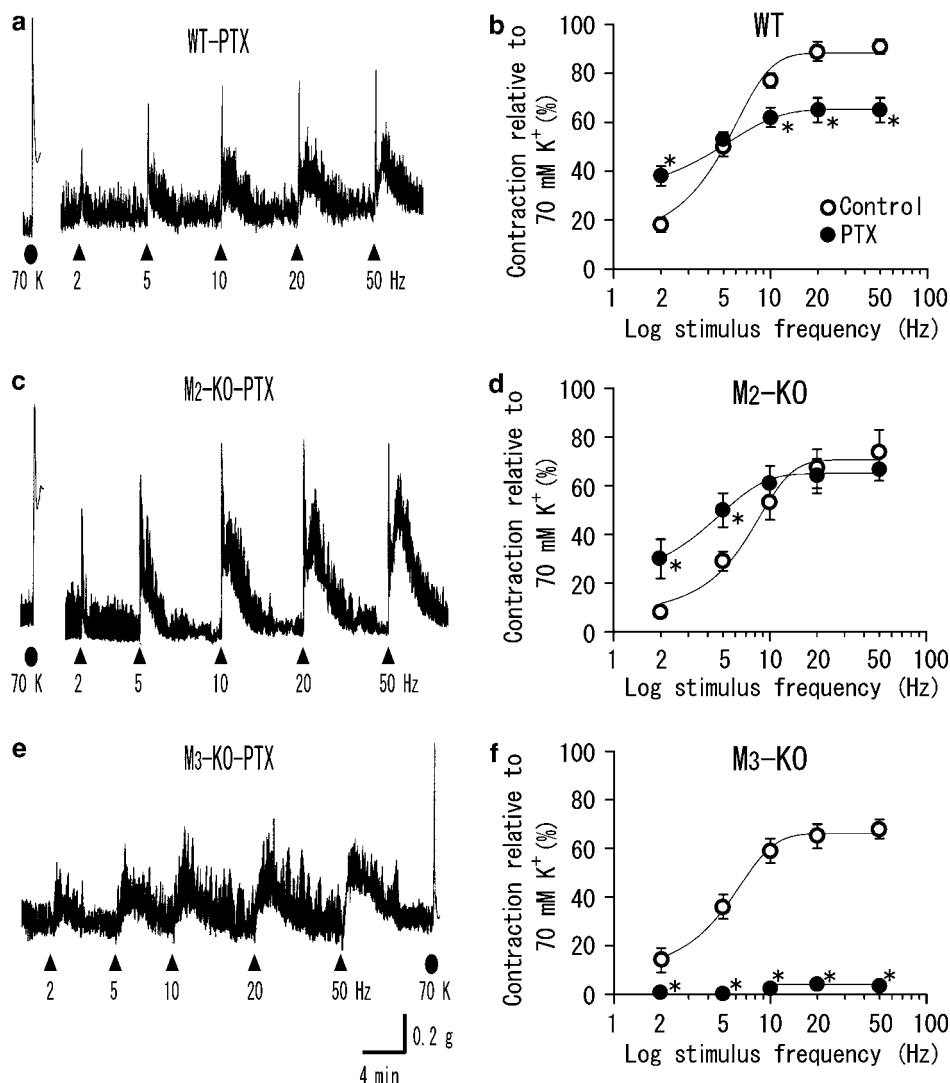 a
WT-PTX
70 K 2 5 10 20 50 Hz
b
WT
Contraction relative to
70 mM K⁺ (%)
100
80
60
40
20
0
*
*
*
*
Control
PTX
1 2 5 10 20 50 100
Log stimulus frequency (Hz)
c
M2-KO-PTX
70 K 2 5 10 20 50 Hz
d
M2-KO
Contraction relative to
70 mM K⁺ (%)
100
80
60
40
20
0
*
*
1 2 5 10 20 50 100
Log stimulus frequency (Hz)
e
M3-KO-PTX
2 5 10 20 50 Hz 70 K
0.2 g
4 min
f
M3-KO
Contraction relative to
70 mM K⁺ (%)
100
80
60
40
20
0
*
*
*
*
*
1 2 5 10 20 50 100
Log stimulus frequency (Hz)